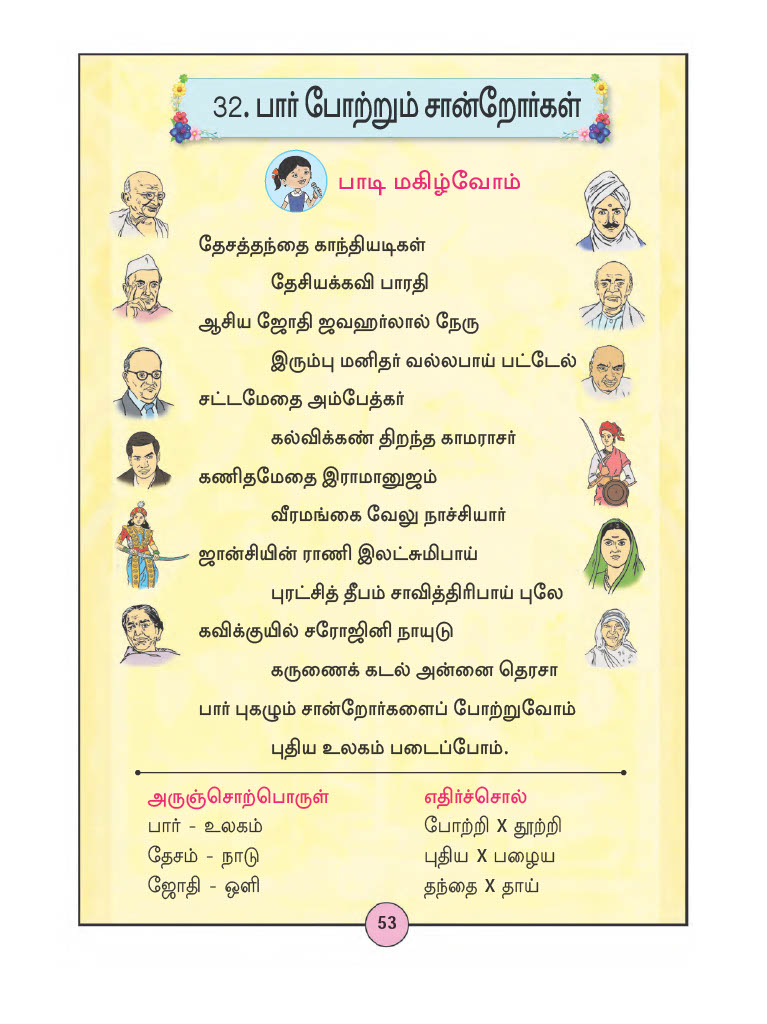 32. பார் போற்றும் சான்றோர்கள்
பாடி மகிழ்வோம்
தேசத்தந்தை காந்தியடிகள்
தேசியக்கவி பாரதி
ஆசிய ஜோதி ஜவஹர்லால் நேரு
இரும்பு மனிதர் வல்லபாய் பட்டேல்
சட்டமேதை அம்பேத்கர்
கல்விக்கண் திறந்த காமராசர்
கணிதமேதை இராமானுஜம்
வீரமங்கை வேலு நாச்சியார்
ஜான்சியின் ராணி இலட்சுமிபாய்
புரட்சித் தீபம் சாவித்திரிபாய் புலே
கவிக்குயில் சரோஜினி நாயுடு
கருணைக் கடல் அன்னை தெரசா
பார் புகழும் சான்றோர்களைப் போற்றுவோம்
புதிய உலகம் படைப்போம்.
அருஞ்சொற்பொருள்
பார் - உலகம்
தேசம் - நாடு
ஜோதி - ஒளி
எதிர்ச்சொல்
போற்றி X தூற்றி
புதிய X பழைய
தந்தை X தாய்
53